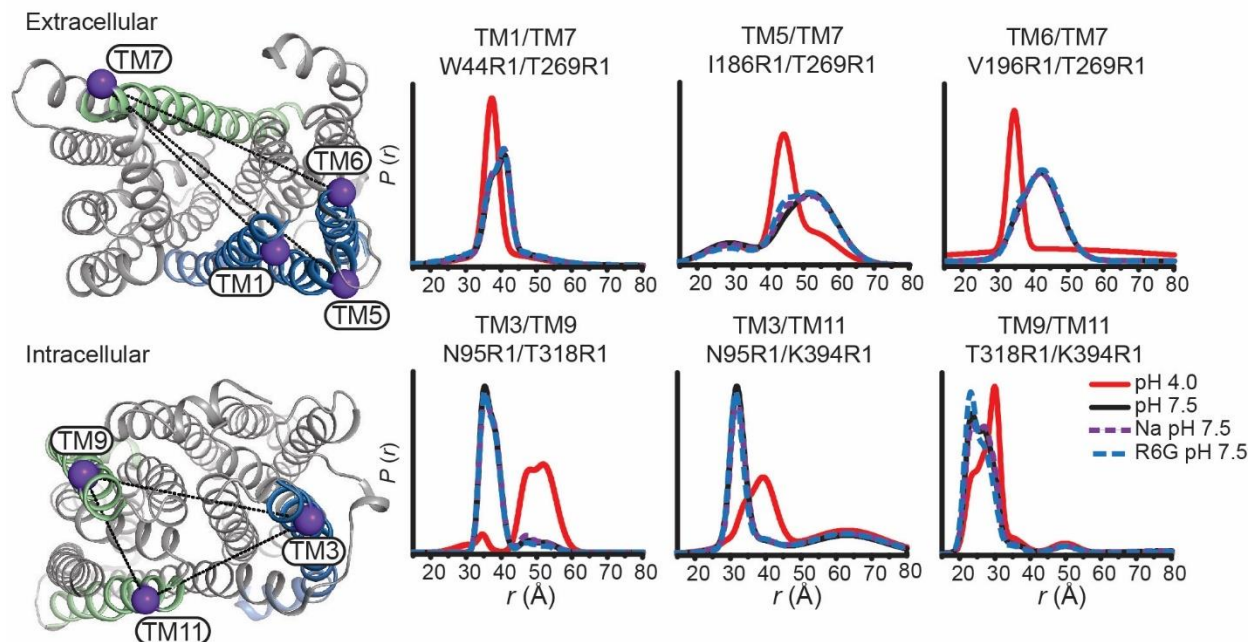 Extracellular
TM7
TM6
TM1
TM5
TM1/TM7
W44R1/T269R1
P (r)
20 30 40 50 60 70 80
TM5/TM7
I186R1/T269R1
20 30 40 50 60 70 80
TM6/TM7
V196R1/T269R1
20 30 40 50 60 70 80
Intracellular
TM9
TM3
TM11
TM3/TM9
N95R1/T318R1
P (r)
20 30 40 50 60 70 80
r (Å)
TM3/TM11
N95R1/K394R1
20 30 40 50 60 70 80
r (Å)
TM9/TM11
T318R1/K394R1
20 30 40 50 60 70 80
r (Å)
pH 4.0
pH 7.5
Na pH 7.5
R6G pH 7.5